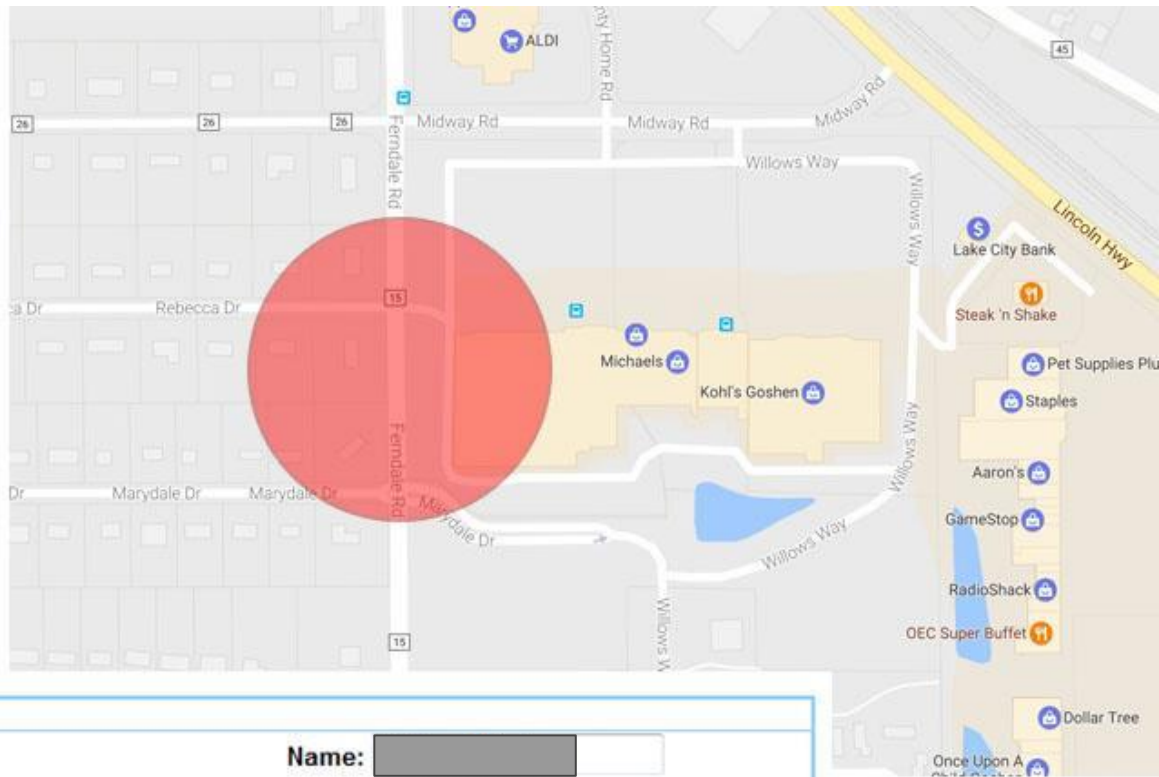 ALDI
nty Home Rd
45
26
26
26
Midway Rd
Midway Rd
Midway Rd
Ferndale Rd
Willows Way
Willows Way
Lincoln Hwy
Lake City Bank
Steak 'n Shake
a Dr
Rebecca Dr
15
Michaels
Kohl's Goshen
Pet Supplies Plu
Staples
Willows Way
Ferndale Rd
Aaron's
Dr
Marydale Dr
Marydale Dr
Marydale Dr
GameStop
Willows Way
RadioShack
OEC Super Buffet
15
Willows W
Dollar Tree
Name:
Once Upon A